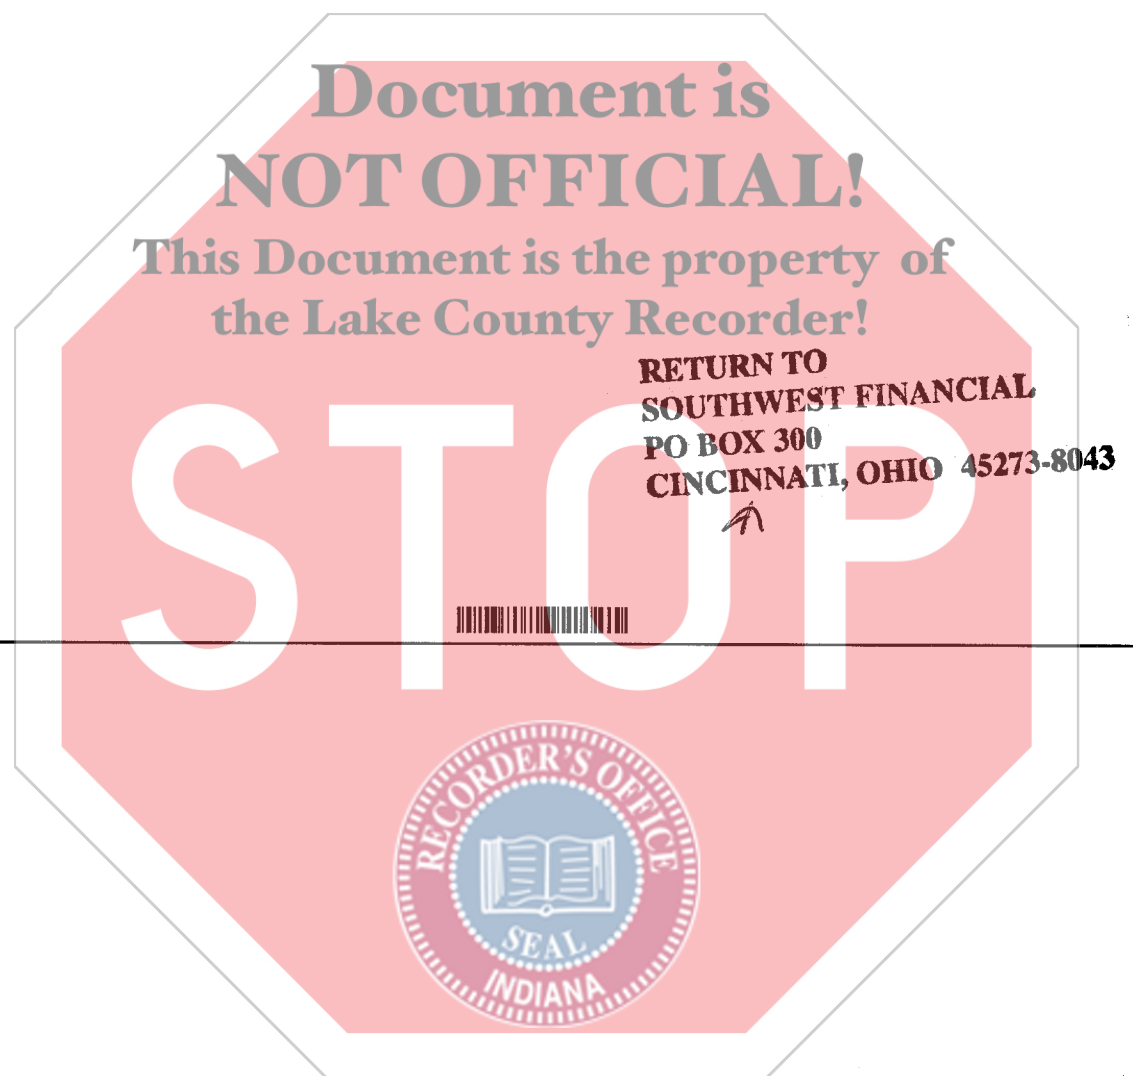 Document is
NOT OFFICIAL!
This Document is the property of
the Lake County Recorder!
RETURN TO
SOUTHWEST FINANCIAL
PO BOX 300
CINCINNATI, OHIO 45273-8043
STOP
RECORDER'S OFFICE
SEAL
INDIANA